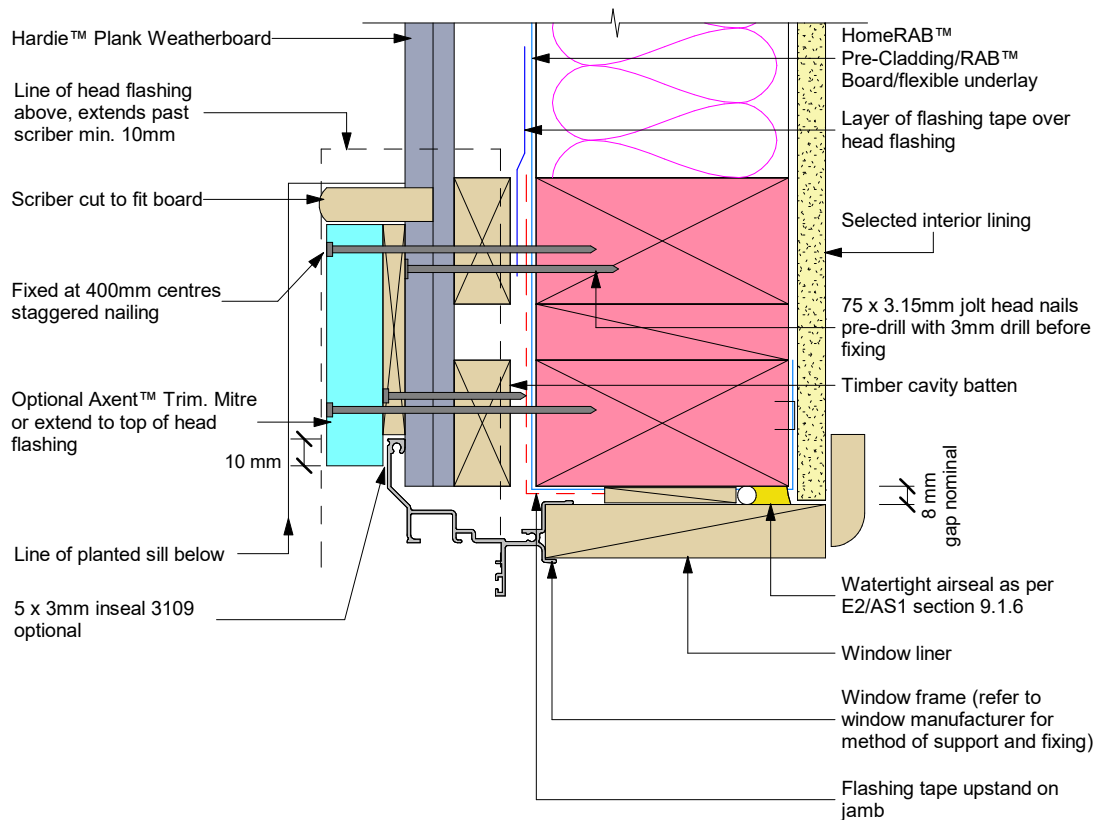 Hardie™ Plank Weatherboard
Line of head flashing
above, extends past
scriber min. 10mm
Scriber cut to fit board
Fixed at 400mm centres
staggered nailing
Optional Axent™ Trim. Mitre
or extend to top of head
flashing
10 mm
Line of planted sill below
5 x 3mm inseal 3109
optional
HomeRAB™
Pre-Cladding/RAB™
Board/flexible underlay
Layer of flashing tape over
head flashing
Selected interior lining
75 x 3.15mm jolt head nails
pre-drill with 3mm drill before
fixing
Timber cavity batten
8 mm
gap nominal
Watertight airseal as per
E2/AS1 section 9.1.6
Window liner
Window frame (refer to
window manufacturer for
method of support and fixing)
Flashing tape upstand on
jamb